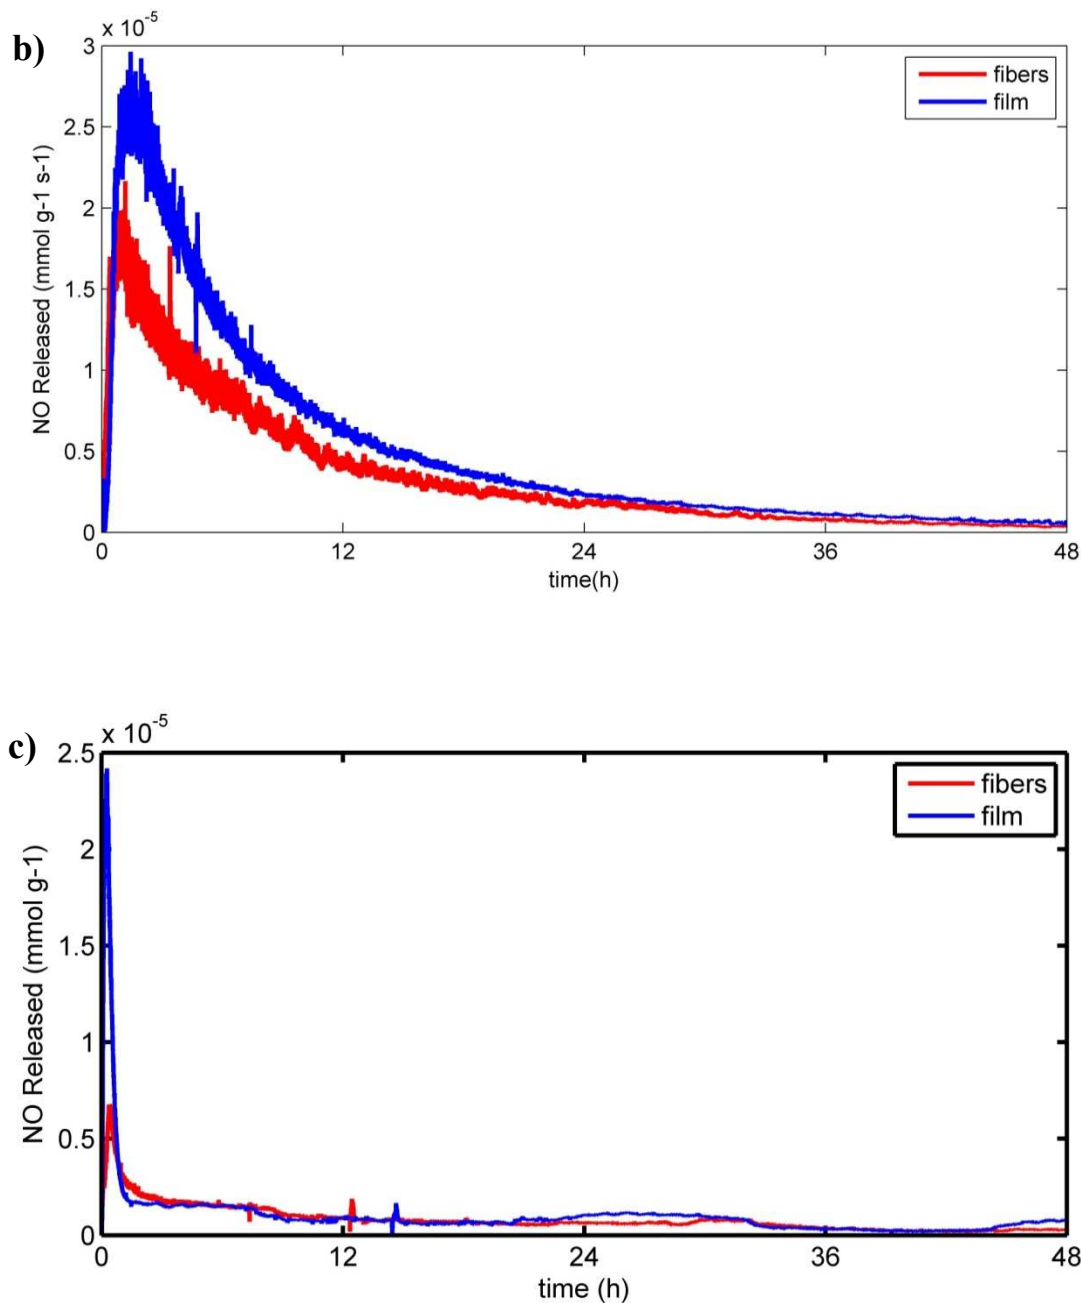 b)
x 10-5
3
2.5
2
1.5
1
0.5
0
NO Released (mmol g-1 s-1)
fibers
film
0 12 24 36 48
time(h)
c)
x 10-5
2.5
2
1.5
1
0.5
0
NO Released (mmol g-1)
fibers
film
0 12 24 36 48
time (h)